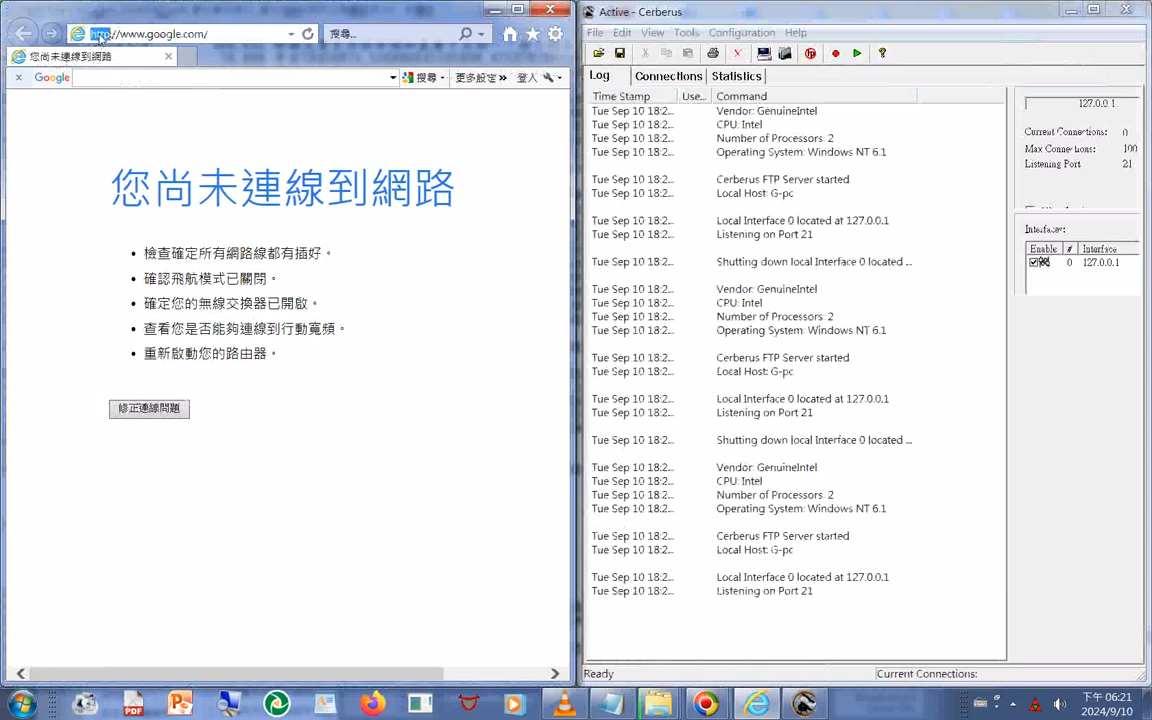 http://www.google.com/
搜尋...
您尚未連線到網路
Google
搜尋
更多設定 »
登入
您尚未連線到網路
• 檢查確定所有網路線都有插好。
• 確認飛航模式已關閉。
• 確定您的無線交換器已開啟。
• 查看您是否能夠連線到行動寬頻。
• 重新啟動您的路由器。
修正連線問題
Active - Cerberus
File Edit View Tools Configuration Help
Log Connections Statistics
Time Stamp Use... Command
Tue Sep 10 18:2... Vendor: GenuineIntel
Tue Sep 10 18:2... CPU: Intel
Tue Sep 10 18:2... Number of Processors: 2
Tue Sep 10 18:2... Operating System: Windows NT 6.1
Tue Sep 10 18:2... Cerberus FTP Server started
Tue Sep 10 18:2... Local Host: G-pc
Tue Sep 10 18:2... Local Interface 0 located at 127.0.0.1
Tue Sep 10 18:2... Listening on Port 21
Tue Sep 10 18:2... Shutting down local Interface 0 located ...
Tue Sep 10 18:2... Vendor: GenuineIntel
Tue Sep 10 18:2... CPU: Intel
Tue Sep 10 18:2... Number of Processors: 2
Tue Sep 10 18:2... Operating System: Windows NT 6.1
Tue Sep 10 18:2... Cerberus FTP Server started
Tue Sep 10 18:2... Local Host: G-pc
Tue Sep 10 18:2... Local Interface 0 located at 127.0.0.1
Tue Sep 10 18:2... Listening on Port 21
Tue Sep 10 18:2... Shutting down local Interface 0 located ...
Tue Sep 10 18:2... Vendor: GenuineIntel
Tue Sep 10 18:2... CPU: Intel
Tue Sep 10 18:2... Number of Processors: 2
Tue Sep 10 18:2... Operating System: Windows NT 6.1
Tue Sep 10 18:2... Cerberus FTP Server started
Tue Sep 10 18:2... Local Host: G-pc
Tue Sep 10 18:2... Local Interface 0 located at 127.0.0.1
Tue Sep 10 18:2... Listening on Port 21
127.0.0.1
Current Connections: 0
Max Connections: 100
Listening Port 21
Interfaces:
Enable # Interface
0 127.0.0.1
Ready
Current Connections:
PDF
下午 06:21
2024/9/10